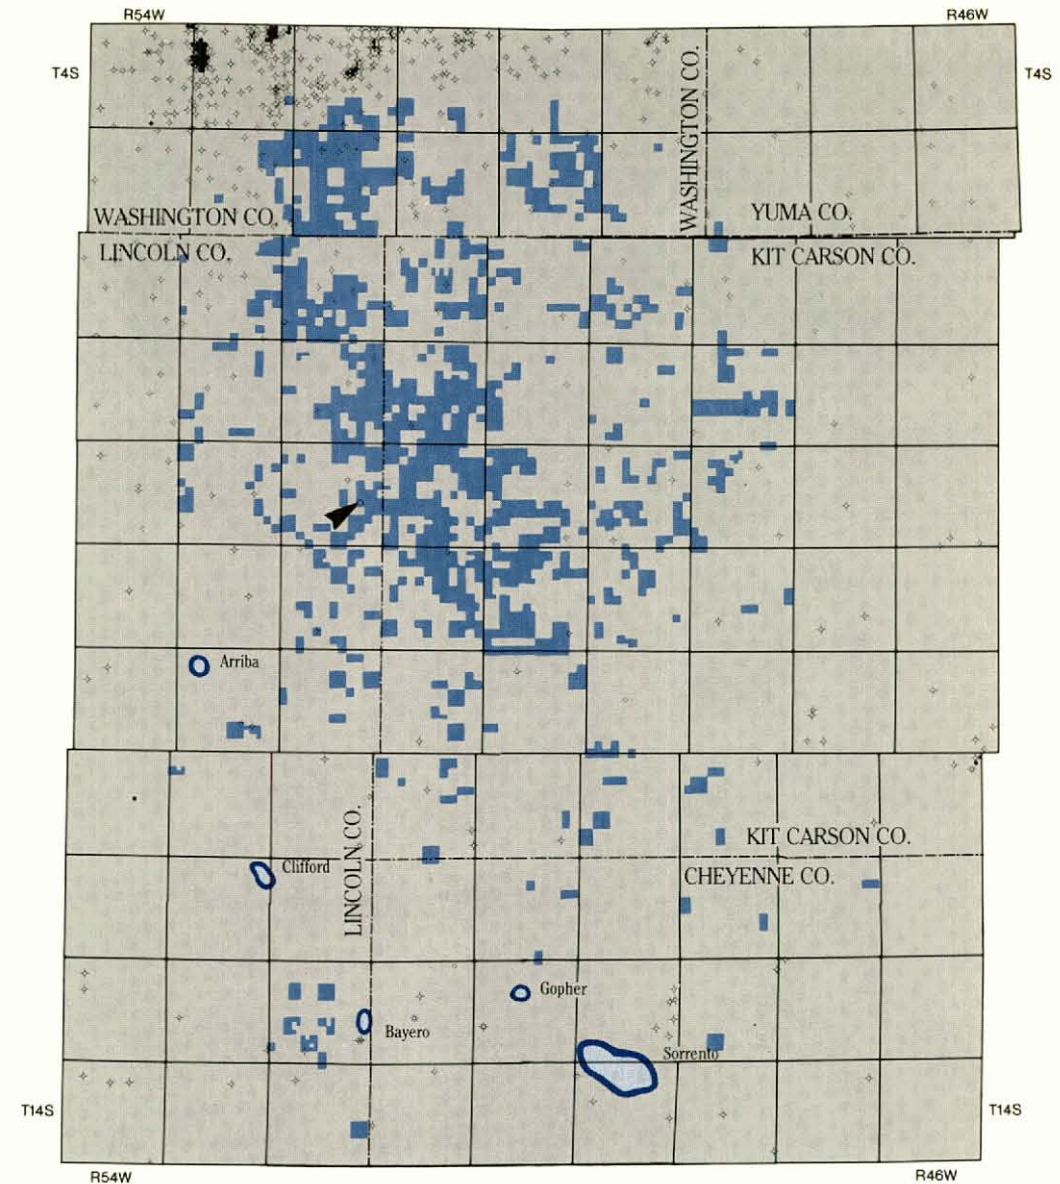 R54W
R46W
T4S
T4S
WASHINGTON CO.
WASHINGTON CO.
YUMA CO.
LINCOLN CO.
KIT CARSON CO.
Arriba
LINCOLN CO.
KIT CARSON CO.
Clifford
CHEYENNE CO.
Gopher
Bayero
Sorrento
T14S
T14S
R54W
R46W